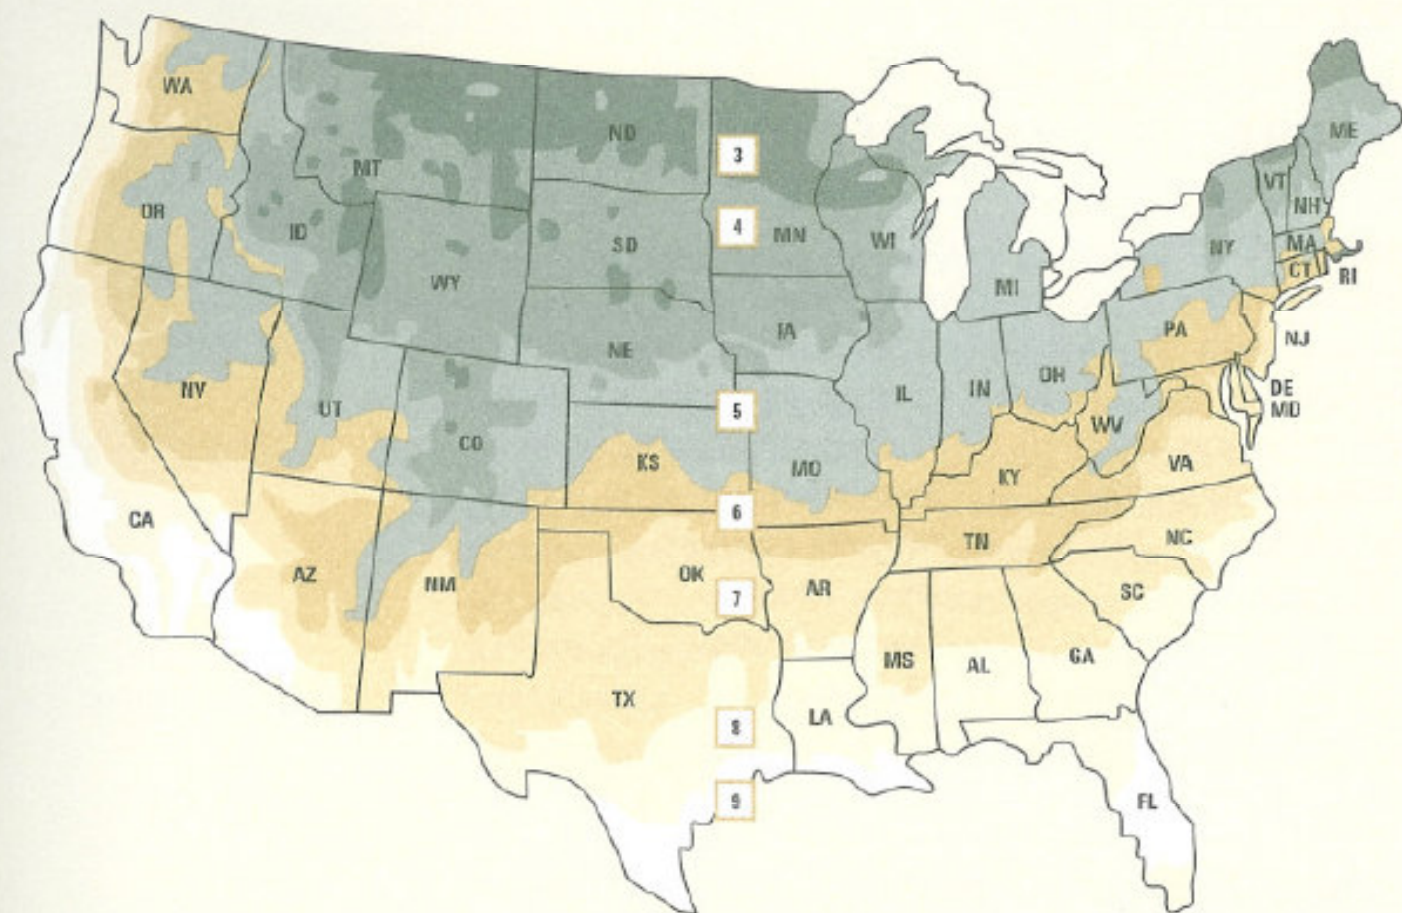 WA
ME
ND
3
MT
VT
NH
OR
ID
4
MN
WI
SD
NY
MA
CT
RI
WY
MI
IA
PA
NJ
NE
NV
UT
5
IL
IN
OH
DE
MD
CO
WV
KS
MO
KY
VA
6
CA
TN
NC
AZ
NM
OK
7
AR
SC
MS
AL
GA
TX
8
LA
9
FL